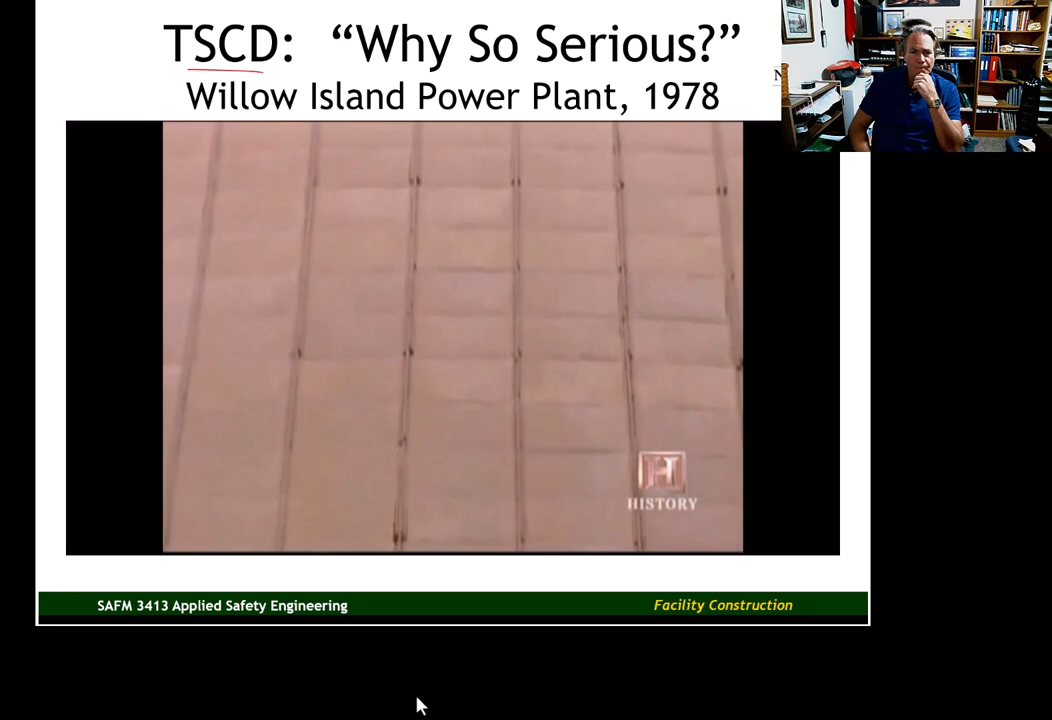 TSCD: “Why So Serious?”
Willow Island Power Plant, 1978
H
HISTORY
SAFM 3413 Applied Safety Engineering
Facility Construction